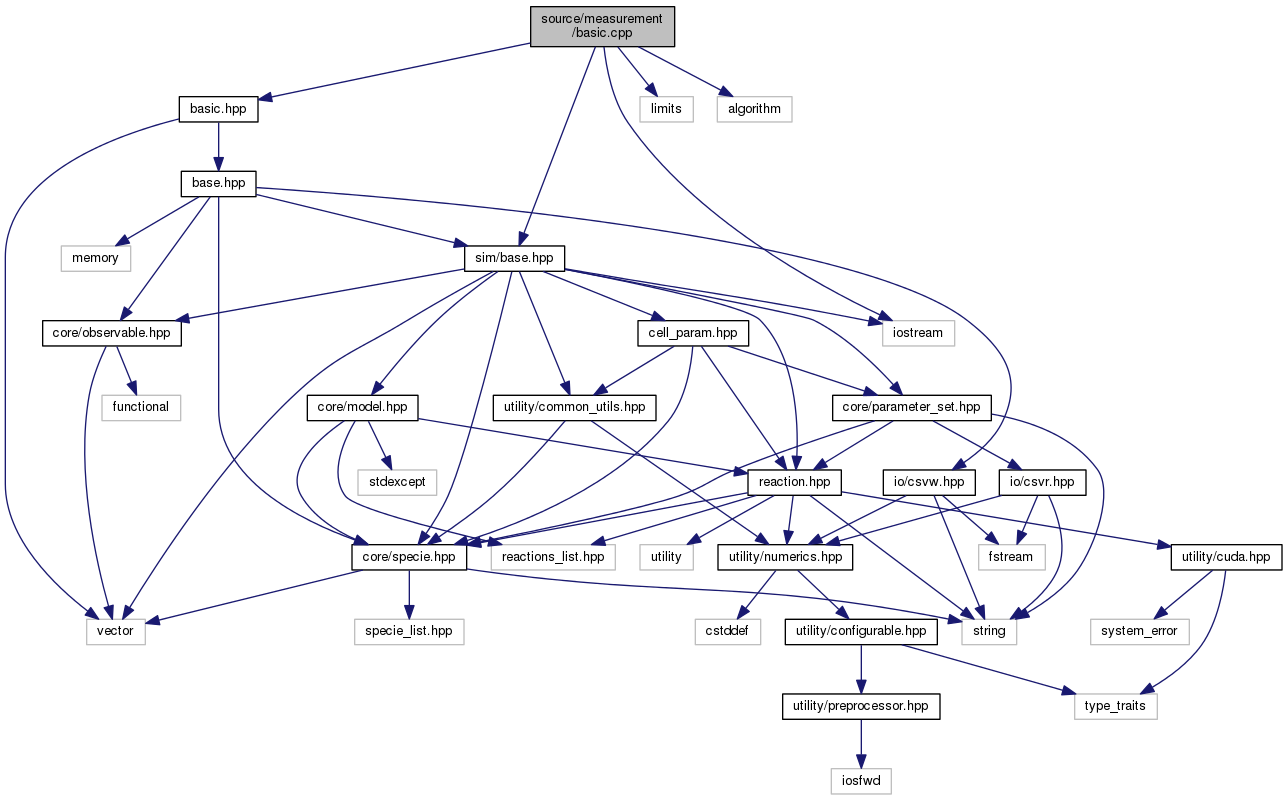 source/measurement
/basic.cpp
basic.hpp
limits
algorithm
base.hpp
memory
sim/base.hpp
core/observable.hpp
cell_param.hpp
iostream
functional
core/model.hpp
utility/common_utils.hpp
core/parameter_set.hpp
stdexcept
reaction.hpp
io/csvw.hpp
io/csvr.hpp
core/specie.hpp
reactions_list.hpp
utility
utility/numerics.hpp
fstream
utility/cuda.hpp
vector
specie_list.hpp
cstddef
utility/configurable.hpp
string
system_error
utility/preprocessor.hpp
type_traits
iosfwd